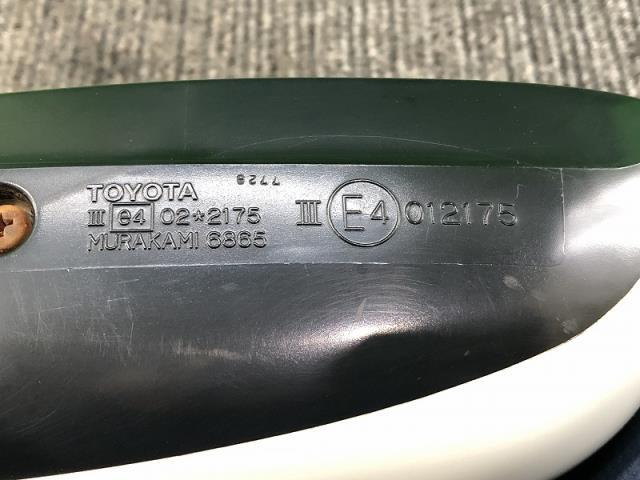 7728
TOYOTA
III e4 02*2175
MURAKAMI 6865
III E4 012175